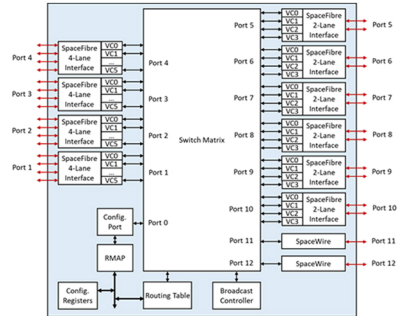 Port 4
SpaceFibre
4-Lane
Interface
VC0
VC1
...
VC5
Port 4
Port 3
SpaceFibre
4-Lane
Interface
VC0
VC1
...
VC5
Port 3
Port 2
SpaceFibre
4-Lane
Interface
VC0
VC1
...
VC5
Port 2
Port 1
SpaceFibre
4-Lane
Interface
VC0
VC1
...
VC5
Port 1
Switch Matrix
Port 5
VC0
VC1
VC2
VC3
SpaceFibre
2-Lane
Interface
Port 5
Port 6
VC0
VC1
VC2
VC3
SpaceFibre
2-Lane
Interface
Port 6
Port 7
VC0
VC1
VC2
VC3
SpaceFibre
2-Lane
Interface
Port 7
Port 8
VC0
VC1
VC2
VC3
SpaceFibre
2-Lane
Interface
Port 8
Port 9
VC0
VC1
VC2
VC3
SpaceFibre
2-Lane
Interface
Port 9
Port 10
VC0
VC1
VC2
VC3
SpaceFibre
2-Lane
Interface
Port 10
Port 11
SpaceWire
Port 11
Port 12
SpaceWire
Port 12
Config.
Port
Port 0
RMAP
Config.
Registers
Routing Table
Broadcast
Controller